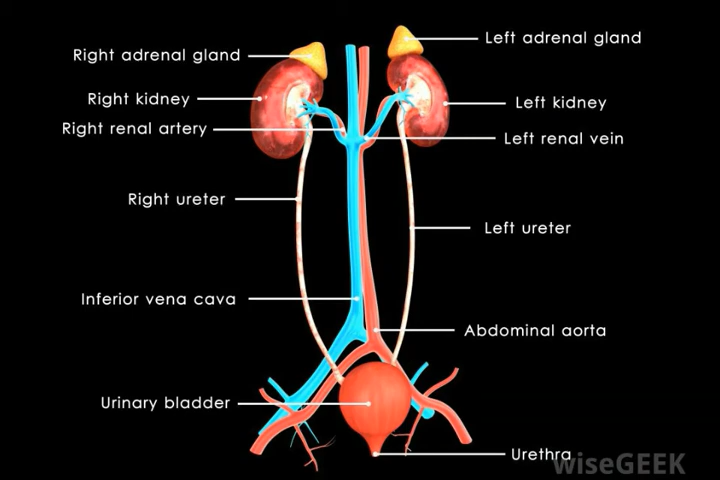 Left adrenal gland
Right adrenal gland
Right kidney
Left kidney
Right renal artery
Left renal vein
Right ureter
Left ureter
Inferior vena cava
Abdominal aorta
Urinary bladder
Urethra
wiseGEEK